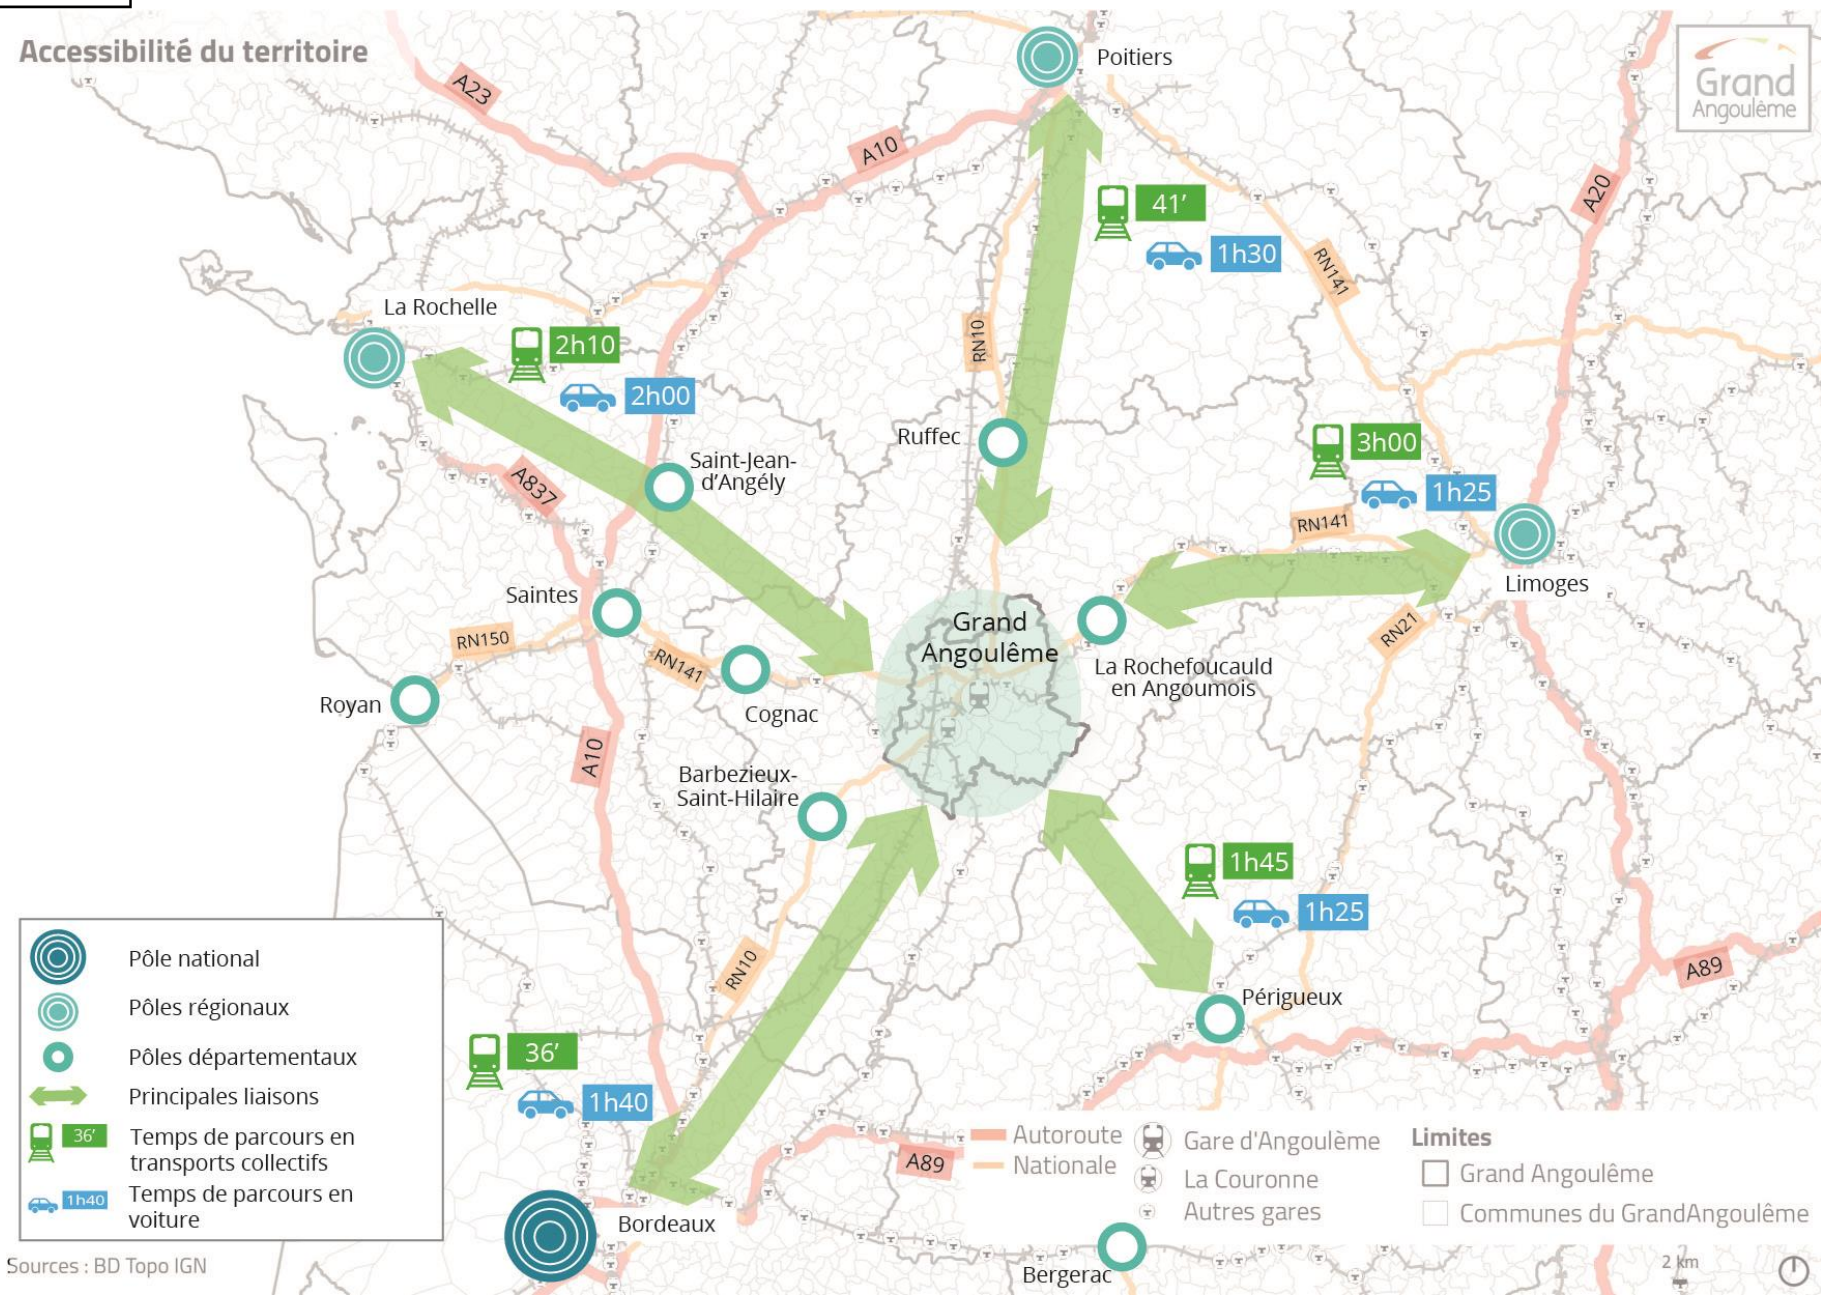 Accessibilité du territoire
Grand
Angoulême
Poitiers
A23
A10
A20
41'
1h30
RN141
La Rochelle
2h10
2h00
RN10
Ruffec
3h00
1h25
Saint-Jean-
d'Angély
A837
RN141
Limoges
Saintes
Grand
Angoulême
RN150
RN141
RN21
La Rochefoucauld
en Angoumois
Royan
Cognac
A10
Barbezieux-
Saint-Hilaire
1h45
1h25
RN10
A89
Périgueux
36'
1h40
A89
Bordeaux
Bergerac
Pôle national
Pôles régionaux
Pôles départementaux
Principales liaisons
36'
Temps de parcours en
transports collectifs
1h40
Temps de parcours en
voiture
Autoroute
Nationale
Gare d'Angoulème
La Couronne
Autres gares
Limites
Grand Angoulême
Communes du GrandAngoulême
2 km
Sources : BD Topo IGN